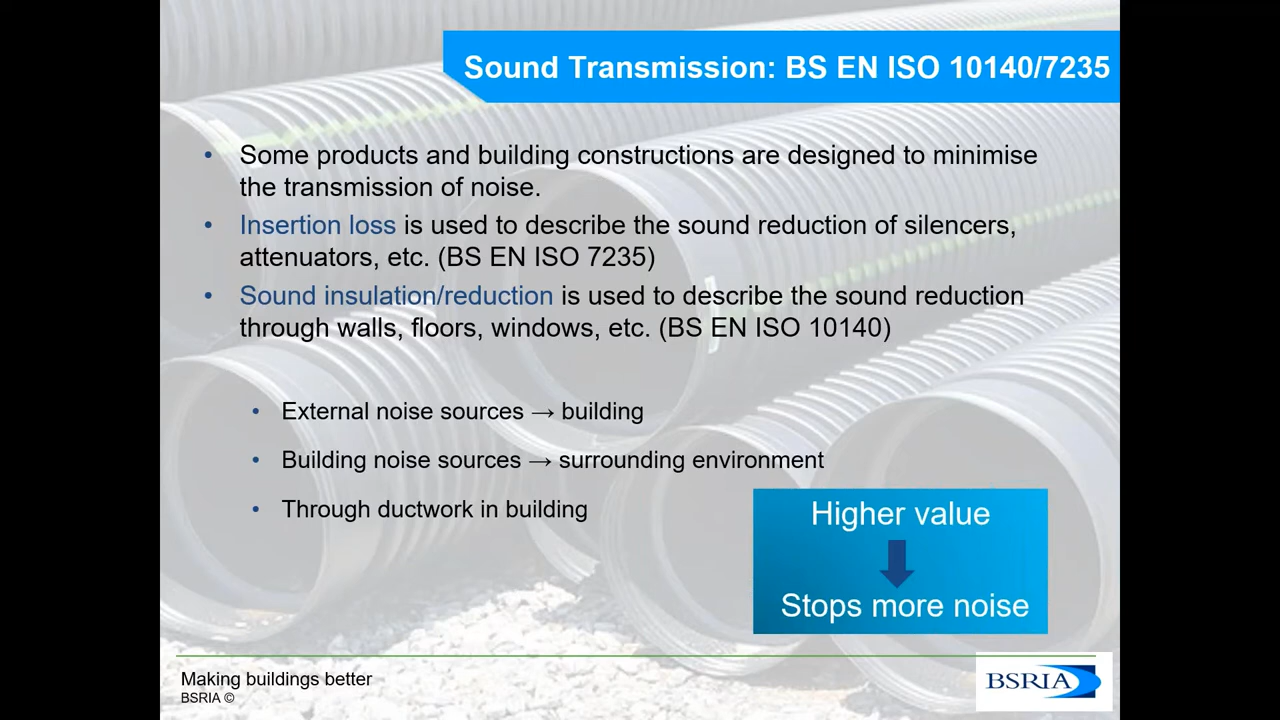 Sound Transmission: BS EN ISO 10140/7235
• Some products and building constructions are designed to minimise
the transmission of noise.
• Insertion loss is used to describe the sound reduction of silencers,
attenuators, etc. (BS EN ISO 7235)
• Sound insulation/reduction is used to describe the sound reduction
through walls, floors, windows, etc. (BS EN ISO 10140)
• External noise sources → building
• Building noise sources → surrounding environment
• Through ductwork in building
Higher value
Stops more noise
Making buildings better
BSRIA ©
BSRIA